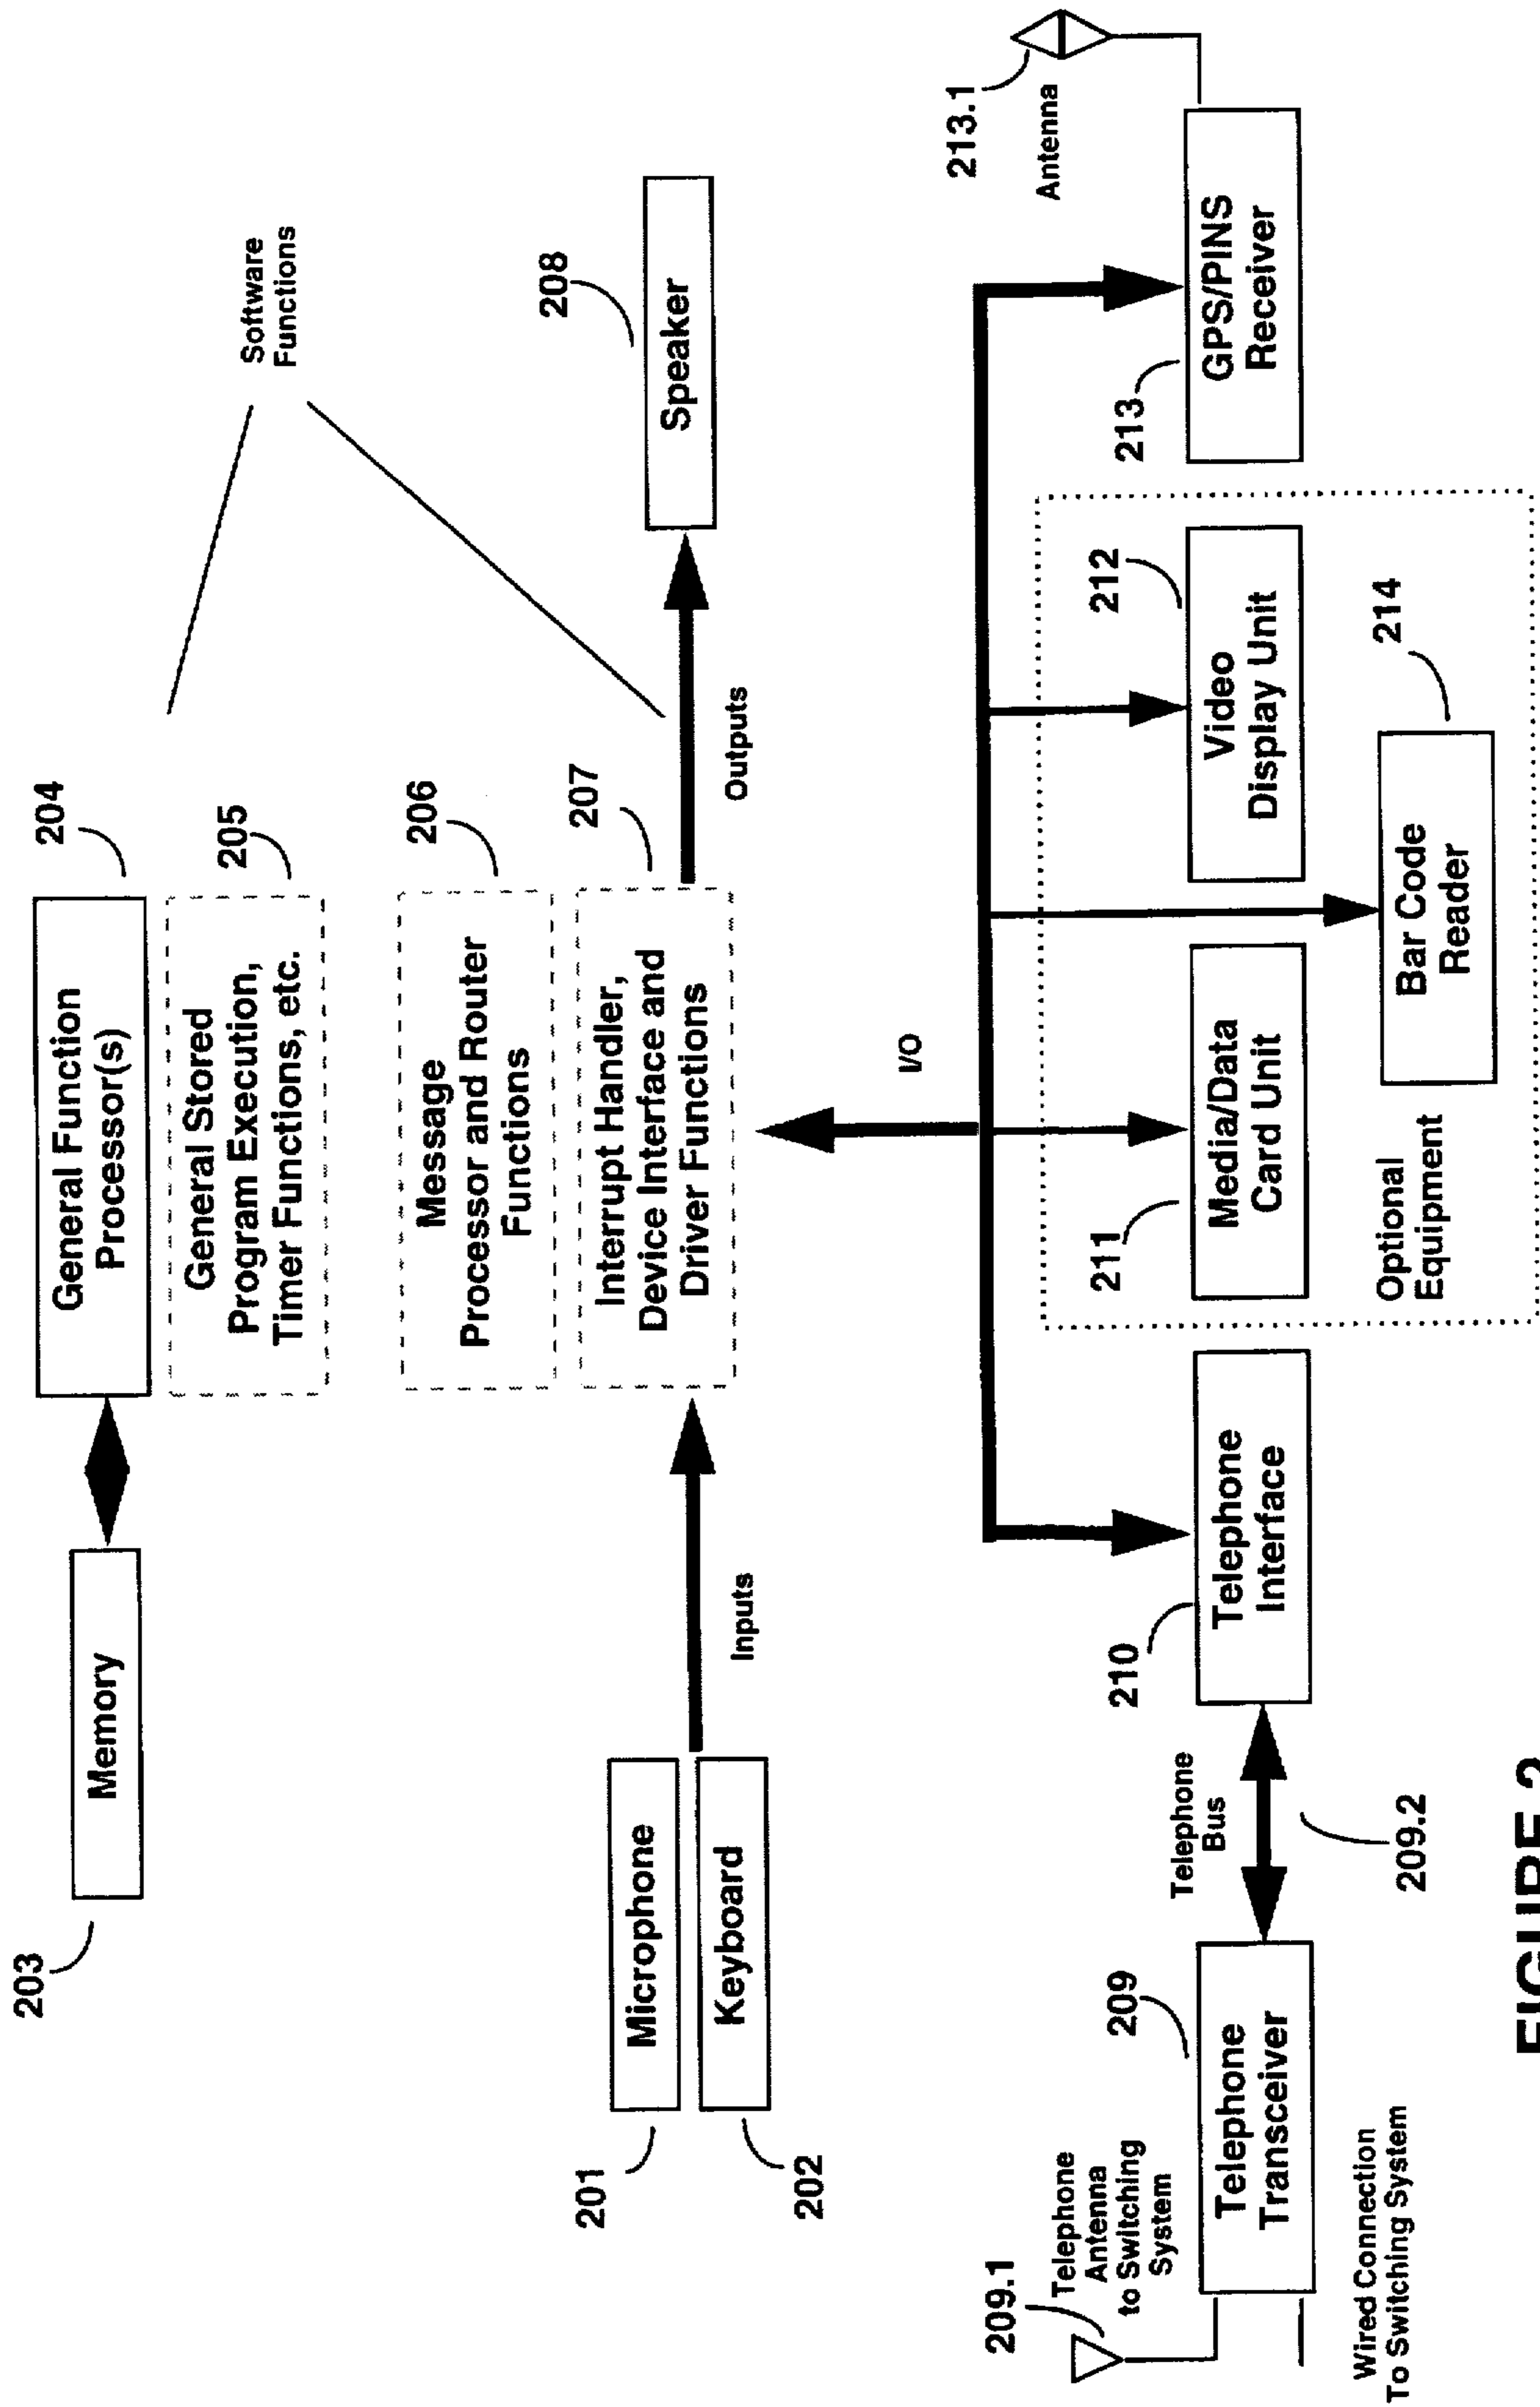 203
Memory
204
General Function
Processor(s)
205
General Stored
Program Execution,
Timer Functions, etc.
Software
Functions
206
Message
Processor and Router
Functions
201
Microphone
202
Keyboard
Inputs
207
Interrupt Handler,
Device Interface and
Driver Functions
Outputs
208
Speaker
I/O
209.1
Telephone
Antenna
to Switching
System
209
Telephone
Transceiver
Wired Connection
To Switching System
Telephone
Bus
209.2
210
Telephone
Interface
211
Media/Data
Card Unit
212
Video
Display Unit
214
Bar Code
Reader
Optional
Equipment
213
GPS/PINS
Receiver
213.1
Antenna
FIGURE 2